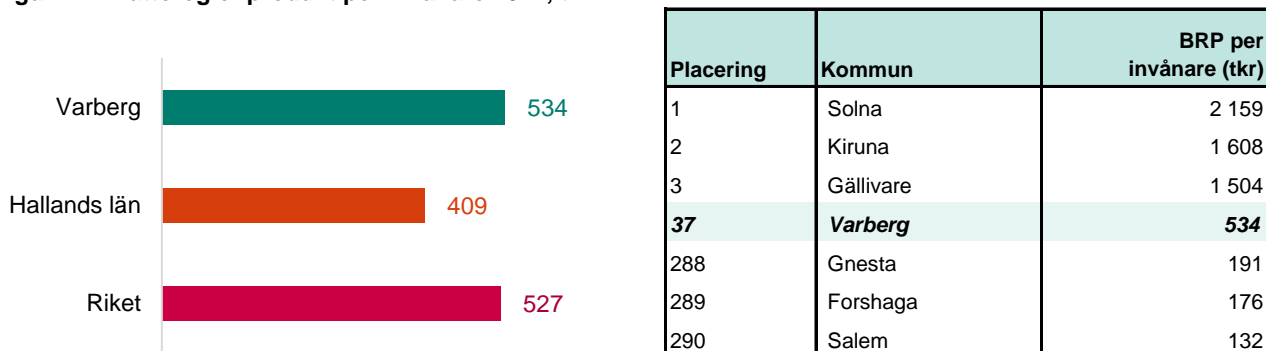 Varberg 534
Hallands län 409
Riket 527
Placering Kommun BRP per invånare (tkr)
1 Solna 2 159
2 Kiruna 1 608
3 Gällivare 1 504
37 Varberg 534
288 Gnesta 191
289 Forshaga 176
290 Salem 132